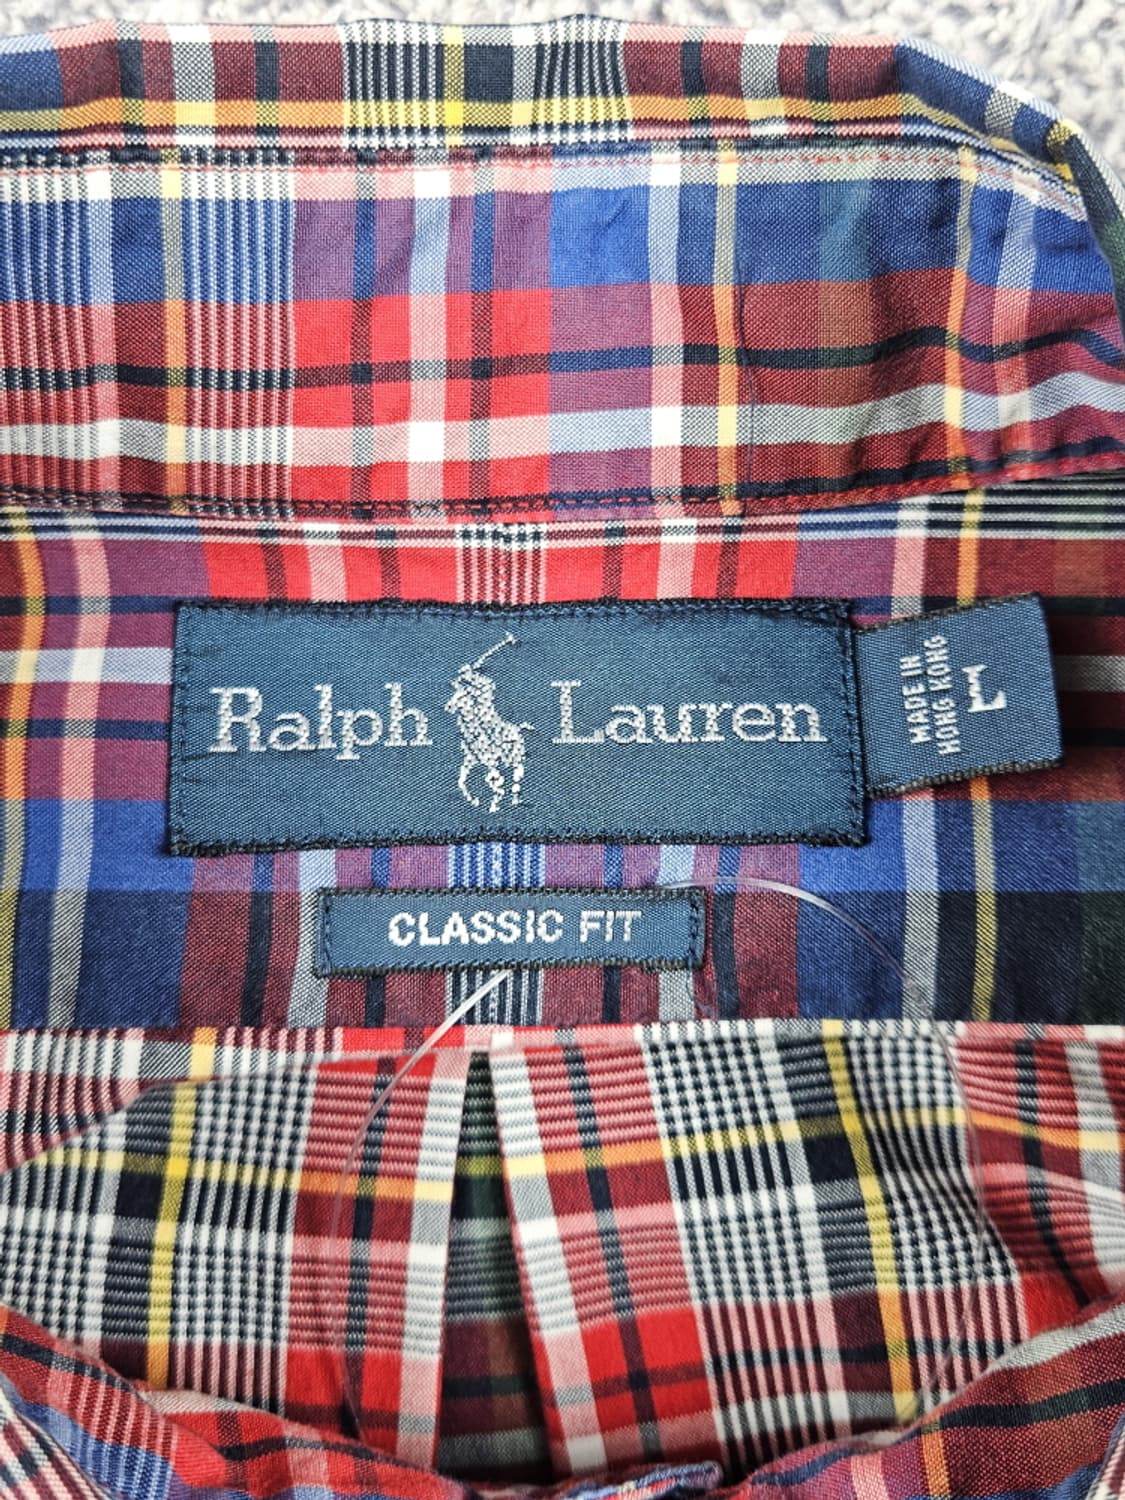 Ralph Lauren
MADE IN
HONG KONG
L
CLASSIC FIT